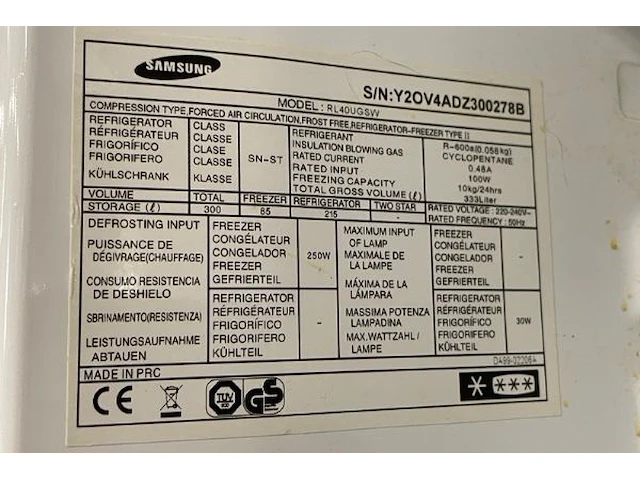 SAMSUNG
S/N:Y2OV4ADZ300278B
MODEL: RL40UGSW
COMPRESSION TYPE,FORCED AIR CIRCULATION,FROST FREE,REFRIGERATOR-FREEZER TYPE II
REFRIGERATOR CLASS
RÉFRIGÉRATEUR CLASSE
FRIGORÍFICO CLASE
FRIGORIFERO CLASSE
KÜHLSCHRANK KLASSE
SN-ST
REFRIGERANT R-600a(0.058kg)
INSULATION BLOWING GAS CYCLOPENTANE
RATED CURRENT 0.48A
RATED INPUT 100W
FREEZING CAPACITY 10kg/24hrs
TOTAL GROSS VOLUME (ℓ) 333Liter
VOLUME TOTAL FREEZER REFRIGERATOR TWO STAR RATED VOLTAGE : 220-240V~
STORAGE (ℓ) 300 85 215 - RATED FREQUENCY : 50Hz
DEFROSTING INPUT
PUISSANCE DE
DÉGIVRAGE(CHAUFFAGE)
CONSUMO RESISTENCIA
DE DESHIELO
SBRINAMENTO(RESISTENZA)
LEISTUNGSAUFNAHME
ABTAUEN
FREEZER
CONGÉLATEUR
CONGELADOR
FREEZER
GEFRIERTEIL
250W
REFRIGERATOR
RÉFRIGÉRATEUR
FRIGORÍFICO
FRIGORIFERO
KÜHLTEIL
-
MAXIMUM INPUT
OF LAMP
MAXIMALE DE
LA LAMPE
MÁXIMA DE LA
LÁMPARA
MASSIMA POTENZA
LAMPADINA
MAX.WATTZAHL /
LAMPE
FREEZER
CONGÉLATEUR
CONGELADOR
FREEZER
GEFRIERTEIL
-
REFRIGERATOR
RÉFRIGÉRATEUR
FRIGORÍFICO
FRIGORIFERO
KÜHLTEIL
30W
MADE IN PRC
DA99-02206A
CE TÜV GS